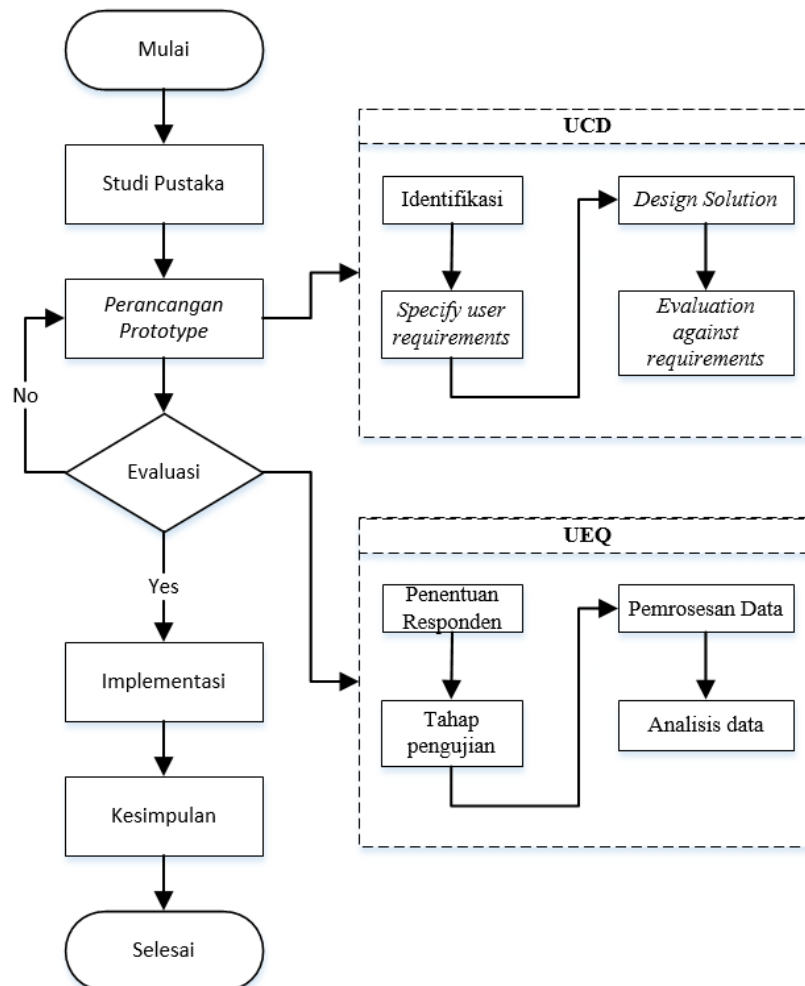 Mulai
Studi Pustaka
Perancangan
Prototype
No
Evaluasi
Yes
Implementasi
Kesimpulan
Selesai
UCD
Identifikasi
Specify user
requirements
Design Solution
Evaluation
against
requirements
UEQ
Penentuan
Responden
Tahap
pengujian
Pemrosesan Data
Analisis data